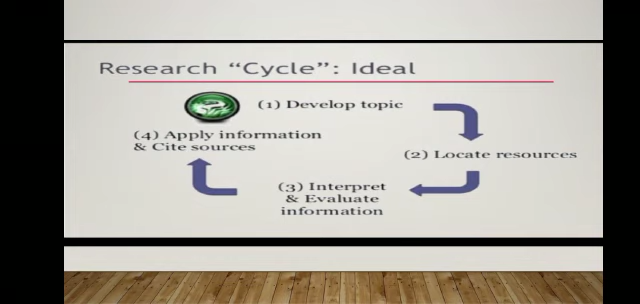 Research “Cycle”: Ideal
(1) Develop topic
(2) Locate resources
(3) Interpret
& Evaluate
information
(4) Apply information
& Cite sources